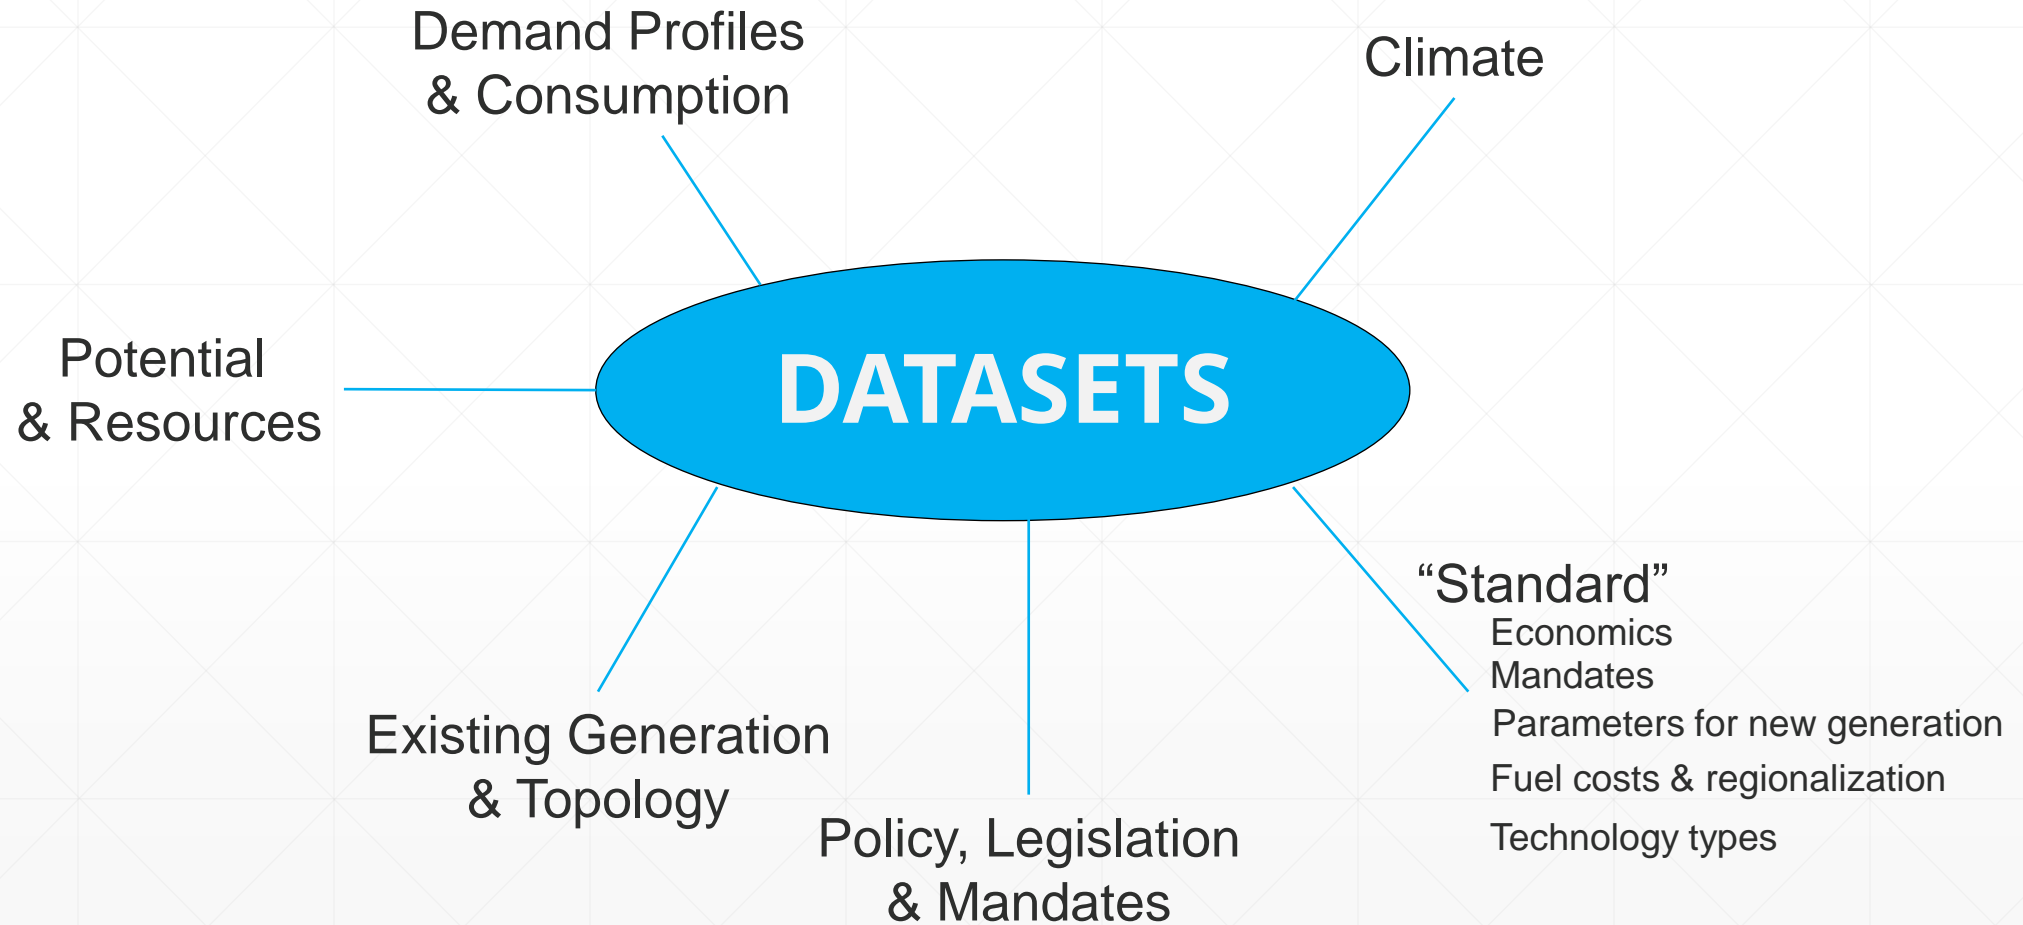 Demand Profiles
& Consumption
Climate
Potential
& Resources
DATASETS
“Standard”
Economics
Mandates
Parameters for new generation
Fuel costs & regionalization
Technology types
Existing Generation
& Topology
Policy, Legislation
& Mandates